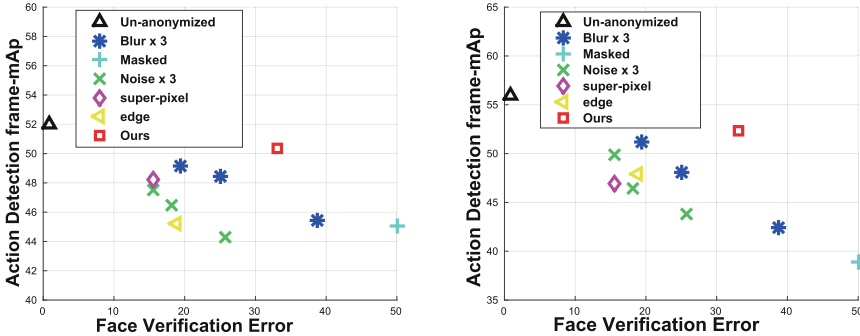 60
58
56
54
52
50
48
46
44
42
40
Action Detection frame-mAp
Un-anonymized
Blur x 3
Masked
Noise x 3
super-pixel
edge
Ours
0
10
20
30
40
50
Face Verification Error
65
60
55
50
45
40
35
Action Detection frame-mAp
Un-anonymized
Blur x 3
Masked
Noise x 3
super-pixel
edge
Ours
0
10
20
30
40
50
Face Verification Error